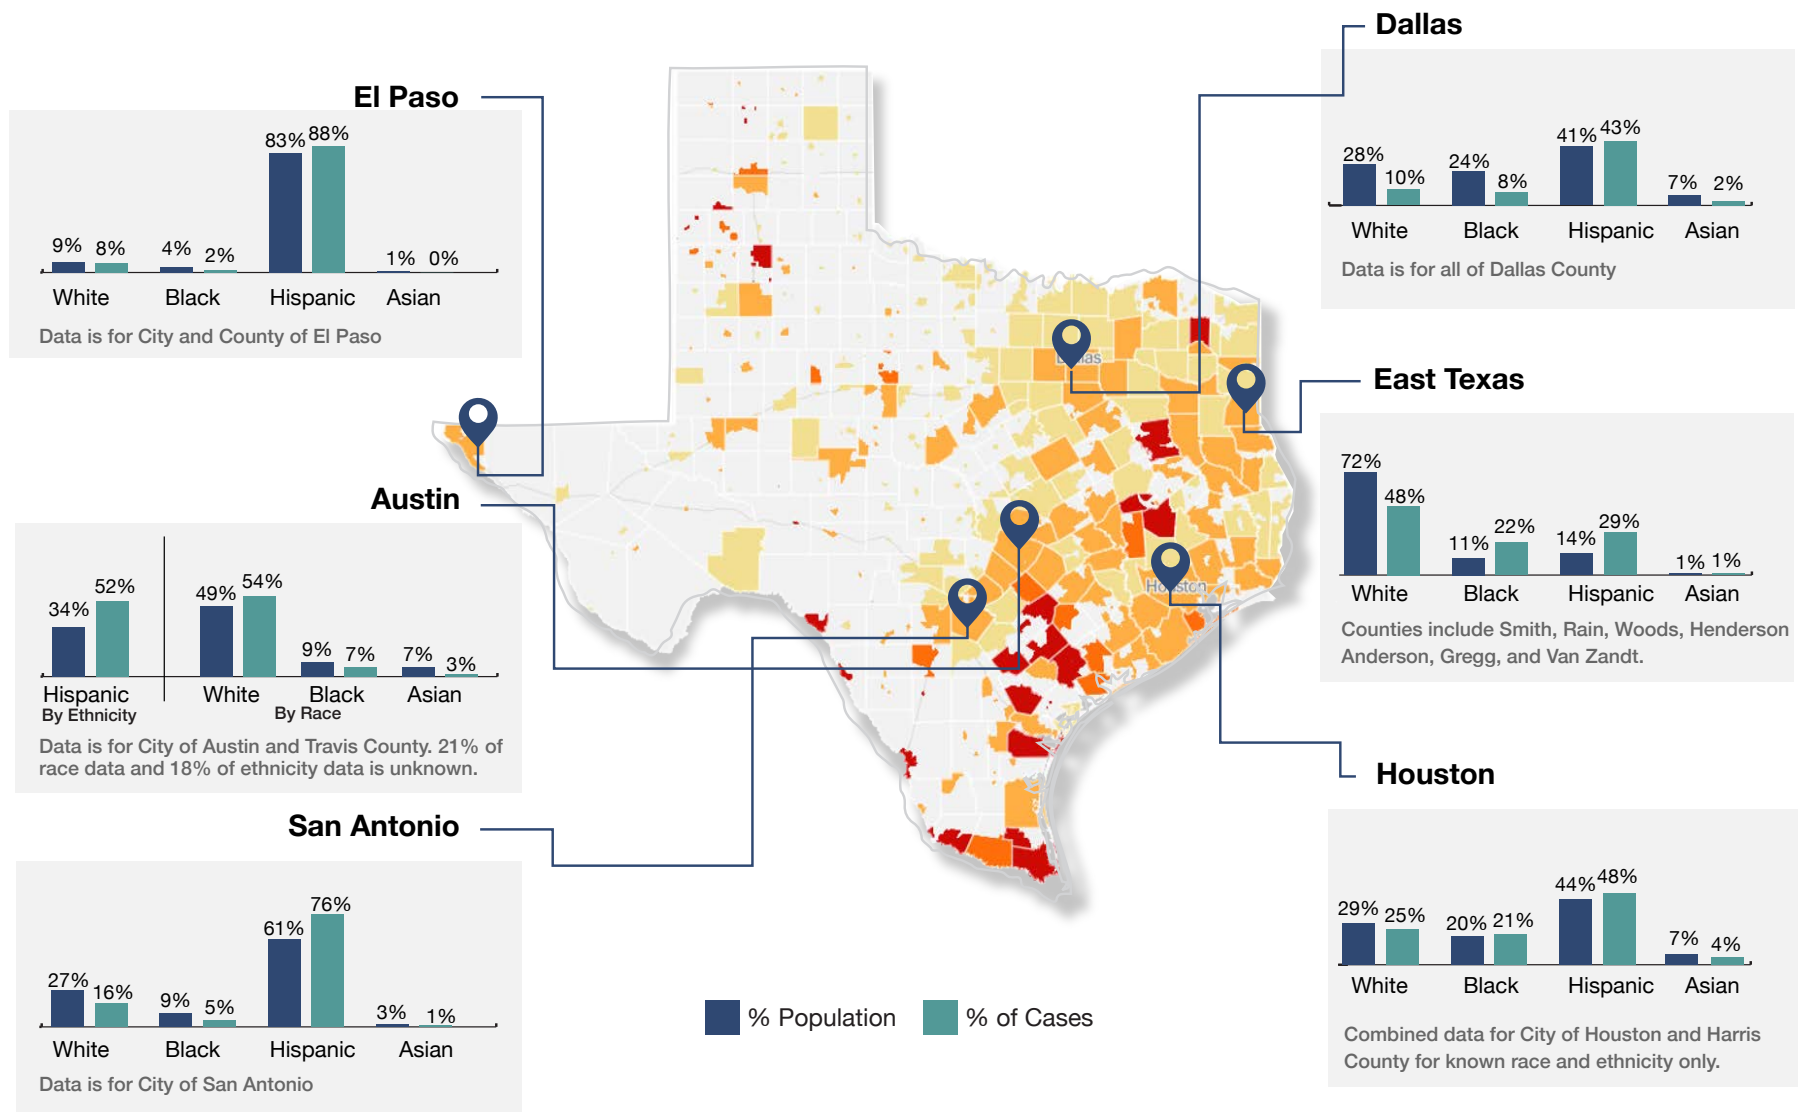 El Paso
83%
88%
9%
8%
4%
2%
1%
0%
White
Black
Hispanic
Asian
Data is for City and County of El Paso
Austin
34%
52%
49%
54%
9%
7%
7%
3%
Hispanic
White
Black
Asian
By Ethnicity
By Race
Data is for City of Austin and Travis County. 21% of
race data and 18% of ethnicity data is unknown.
San Antonio
27%
16%
9%
5%
61%
76%
3%
1%
White
Black
Hispanic
Asian
Data is for City of San Antonio
Dallas
28%
10%
24%
8%
41%
43%
7%
2%
White
Black
Hispanic
Asian
Data is for all of Dallas County
East Texas
72%
48%
11%
22%
14%
29%
1%
1%
White
Black
Hispanic
Asian
Counties include Smith, Rain, Woods, Henderson
Anderson, Gregg, and Van Zandt.
Houston
29%
25%
20%
21%
44%
48%
7%
4%
White
Black
Hispanic
Asian
Combined data for City of Houston and Harris
County for known race and ethnicity only.
Dallas
Houston
% Population
% of Cases